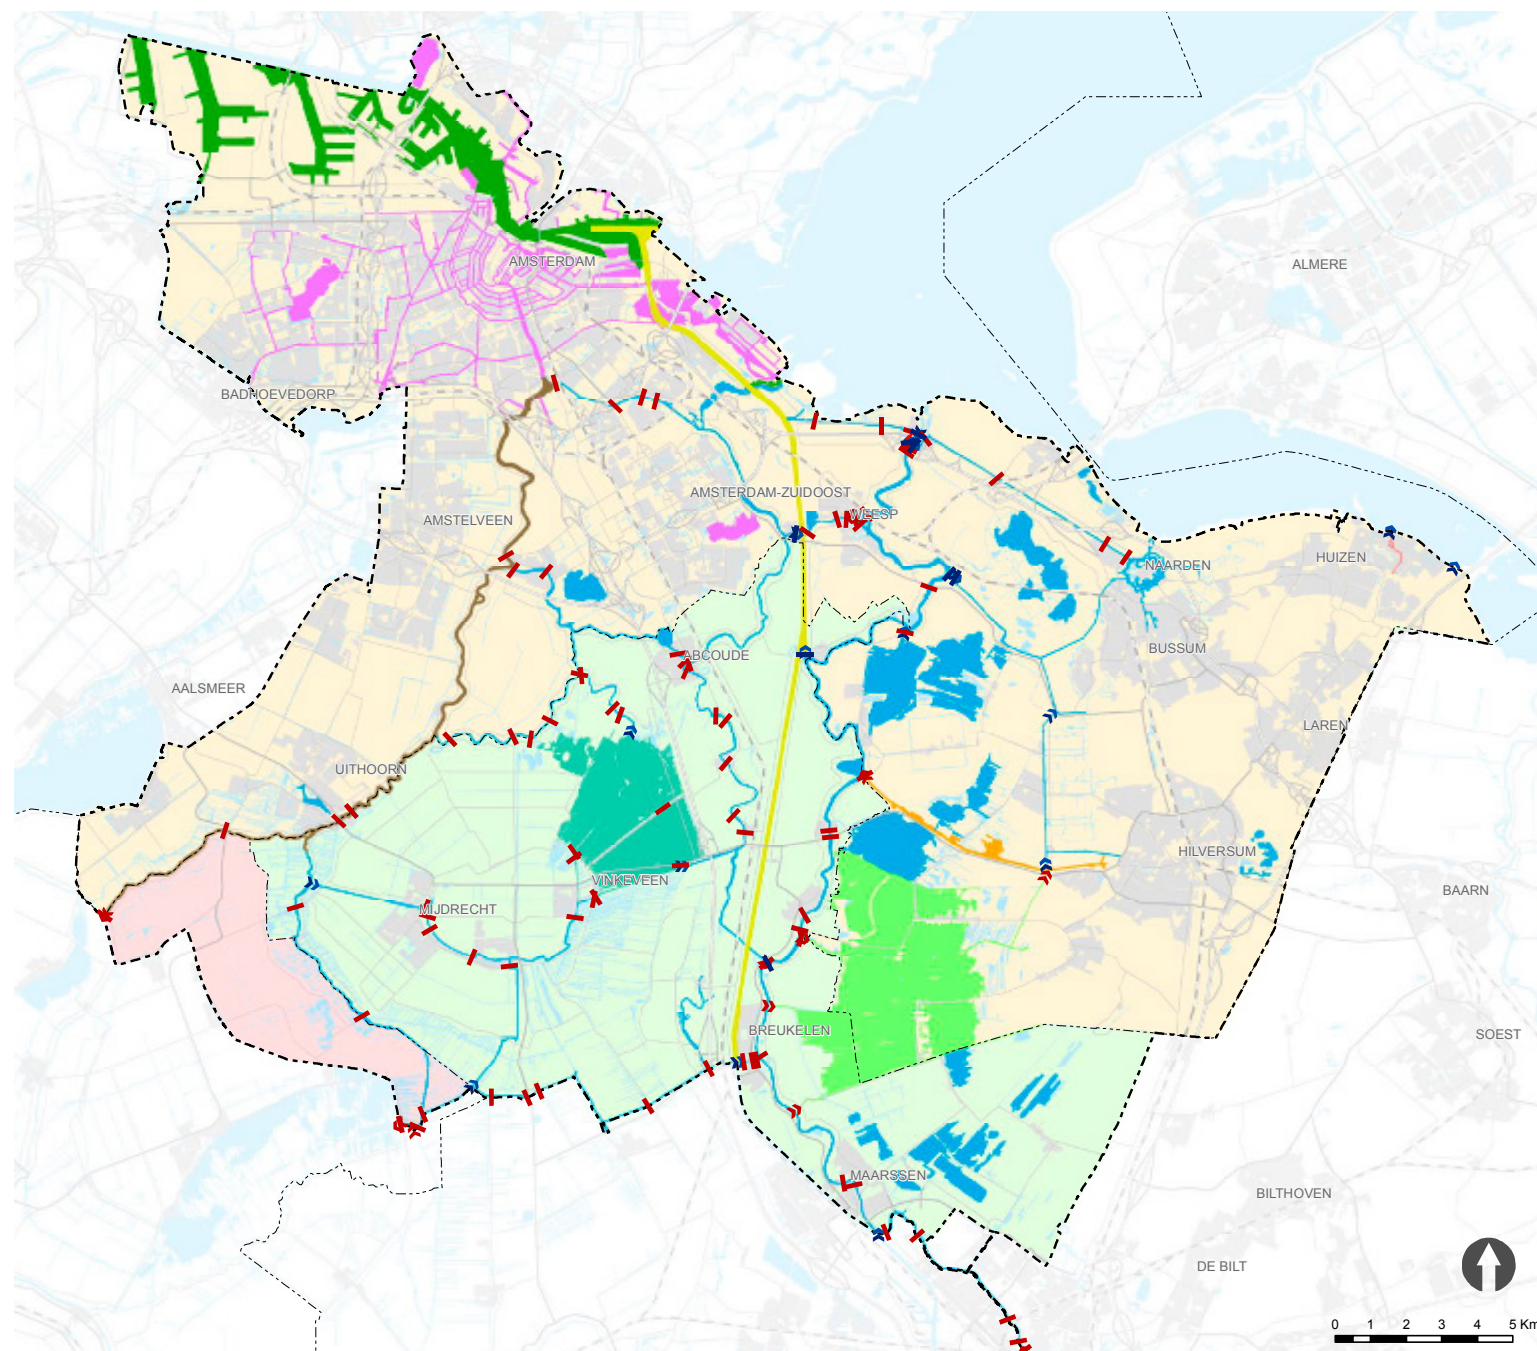 AMSTERDAM
ALMERE
BADHOEVEDORP
AMSTERDAM-ZUIDOOST
AMSTELVEEN
WEESP
HUIZEN
NAARDEN
BUSSUM
ABCOUDE
AALSMEER
LAREN
UITHOORN
HILVERSUM
VINKEVEEN
BAARN
MIJDRECHT
BREUKELEN
SOEST
MAARSSEN
BILTHOVEN
DE BILT
0 1 2 3 4 5 Km